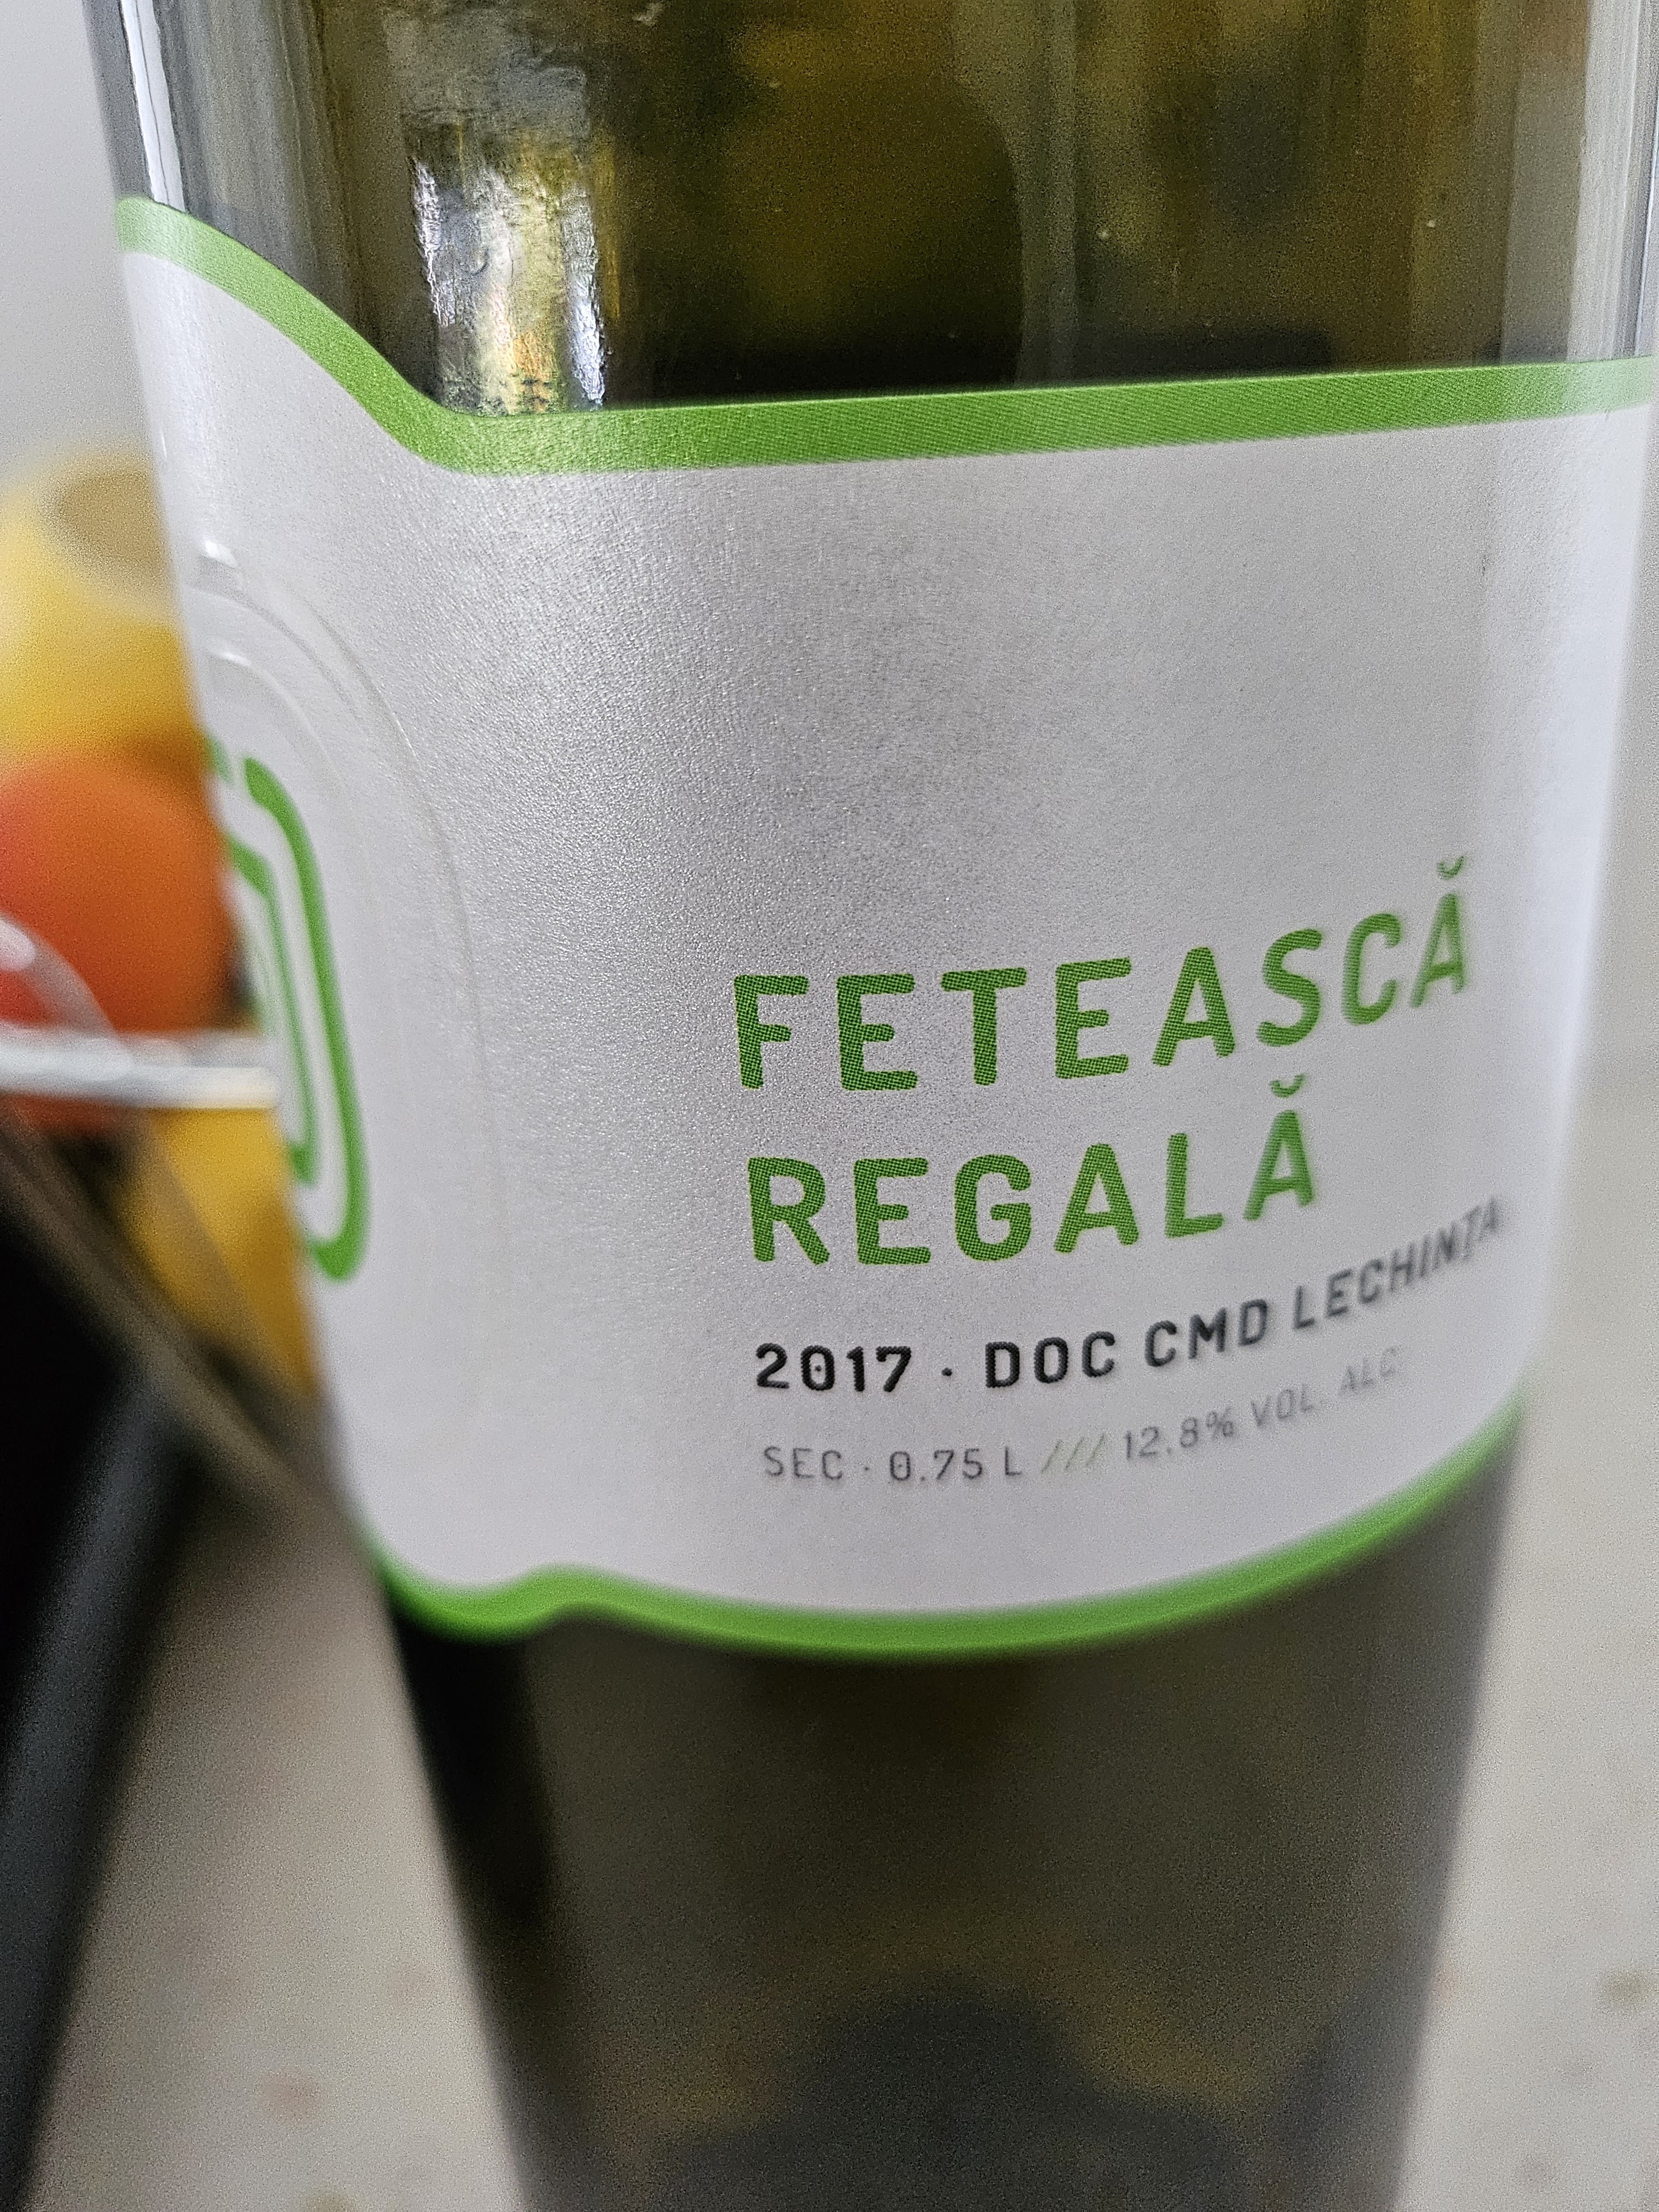 FETEASCĂ
REGALĂ
2017 · DOC CMD LECHINȚA
SEC · 0.75 L /// 12.8% VOL. ALC